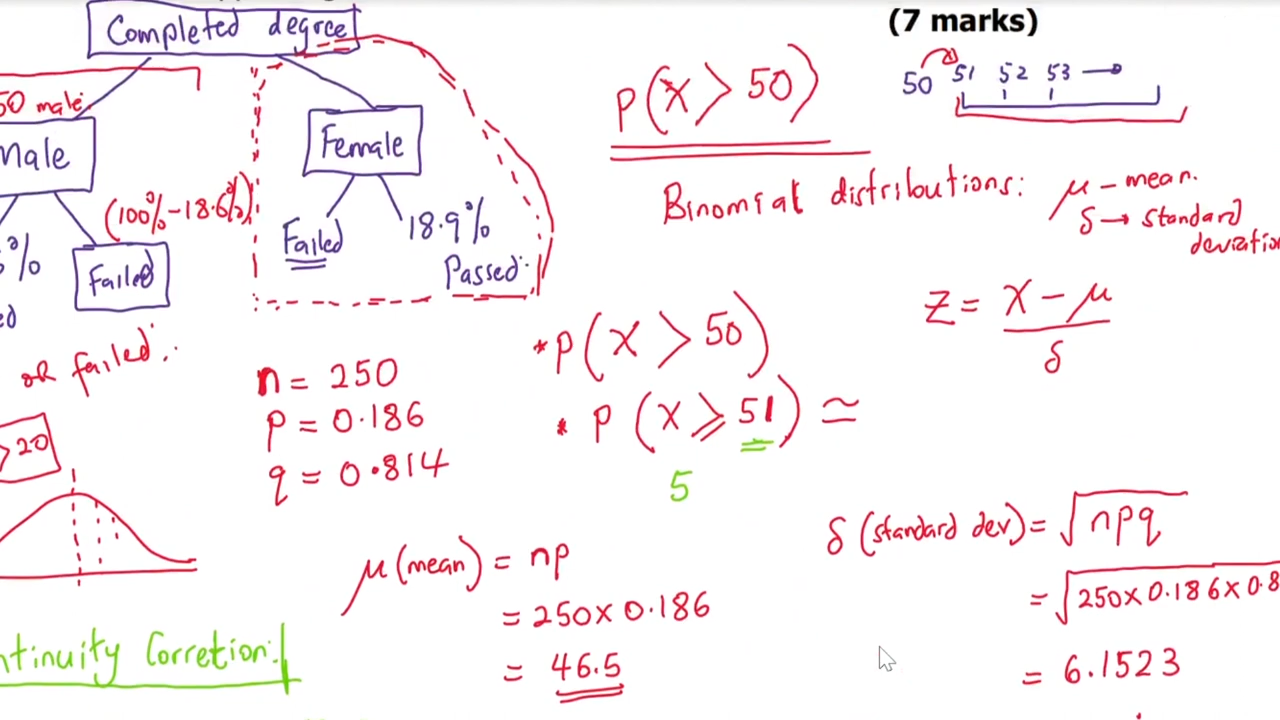 Completed degree
(7 marks)
P(X > 50)
50 51 52 53
50 male
Male
Female
(100%-18.6%)
Failed
18.9%
Failed
Passed
%
Binomial distributions: μ – mean.
δ → standard
deviation
Z = X – μ / δ
or failed.
* P(X > 50)
n = 250
p = 0.186
q = 0.814
* P(X ⩾ 51) ≃
5
> 20
μ (mean) = np
= 250 × 0.186
= 46.5
δ (standard dev) = √npq
= √250 × 0.186 × 0.8
= 6.1523
ntinuity Corretion: